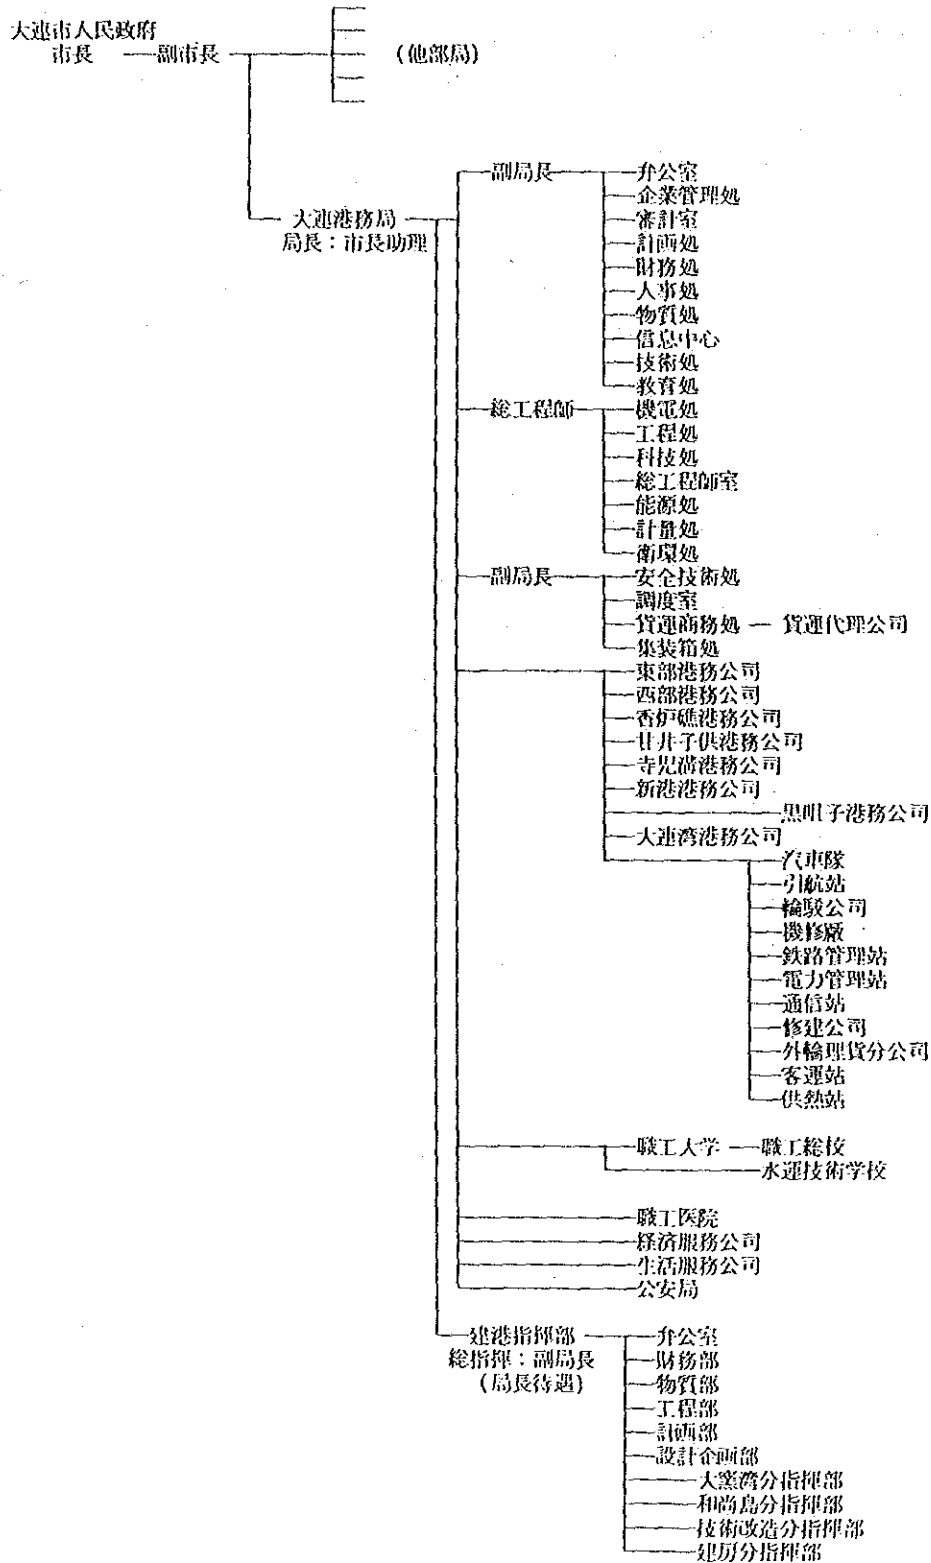 大連市人民政府
市長 ― 副市長
(他部局)
副局長 弁公室
企業管理処
大連港務局 審計室
局長：市長助理 計画処
財務処
人事処
物質処
信息中心
技術処
教育処
総工程師 機電処
工程処
科技処
総工程師室
能源処
計量処
衛環処
副局長 安全技術処
調度室
貨運商務処 ― 貨運代理公司
集装箱処
東部港務公司
西部港務公司
香炉礁港務公司
甘井子供港務公司
寺児溝港務公司
新港港務公司
黒咀子港務公司
大連湾港務公司
汽車隊
引航站
輪駁公司
機修廠
鉄路管理站
電力管理站
通信站
修建公司
外輪理貨分公司
客運站
供熱站
職工大学 ― 職工総校
水運技術学校
職工医院
経済服務公司
生活服務公司
公安局
建港指揮部 弁公室
総指揮：副局長 財務部
(局長待遇) 物質部
工程部
計画部
設計企画部
大窯湾分指揮部
和尚島分指揮部
技術改造分指揮部
建房分指揮部